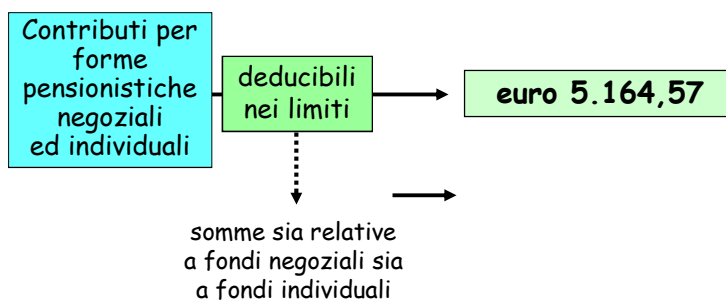 Contributi per
forme
pensionistiche
negoziali
ed individuali
deducibili
nei limiti
euro 5.164,57
somme sia relative
a fondi negoziali sia
a fondi individuali